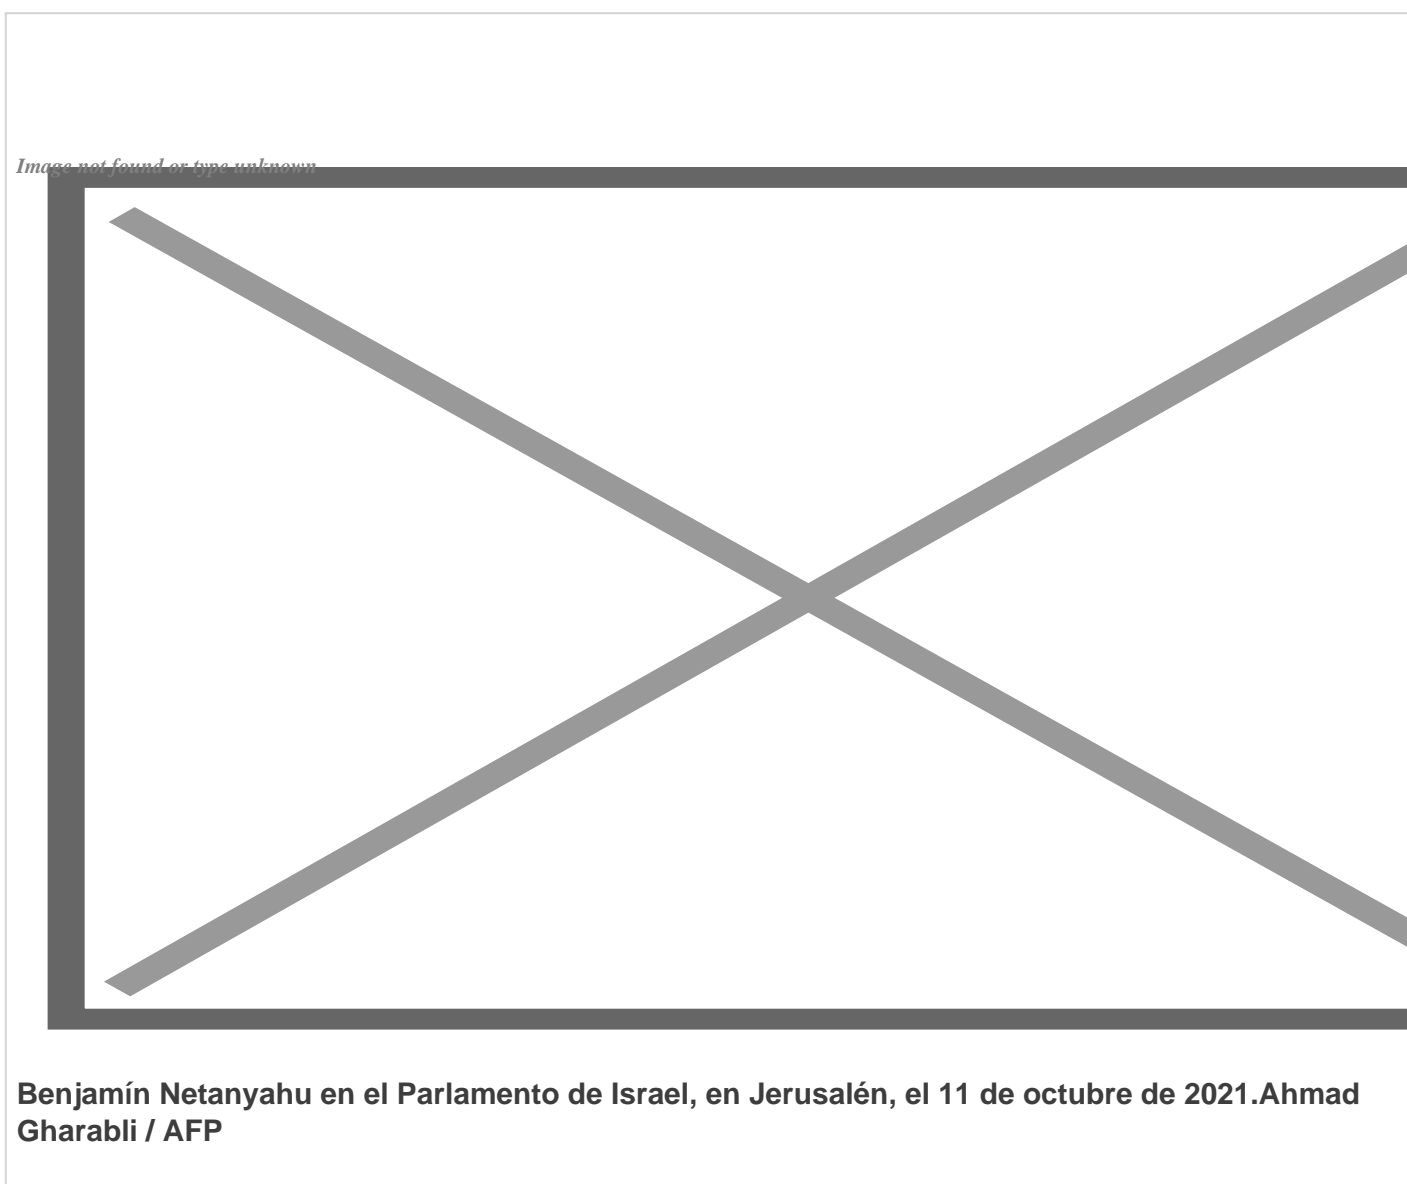 Image not found or type unknown
Benjamín Netanyahu en el Parlamento de Israel, en Jerusalén, el 11 de octubre de 2021.Ahmad
Gharabli / AFP